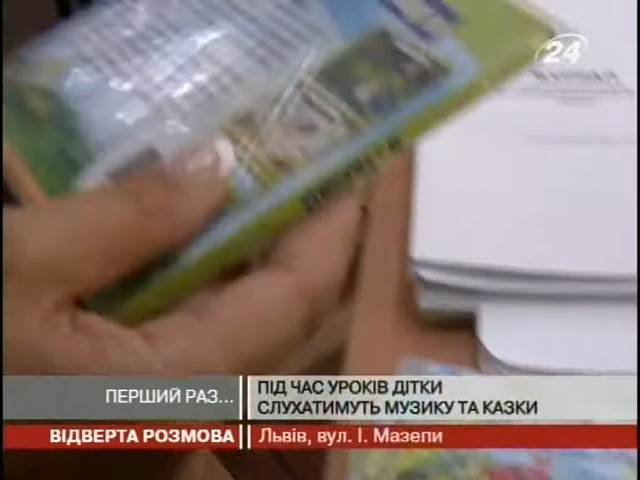 24
ПЕРШИЙ РАЗ...
ПІД ЧАС УРОКІВ ДІТКИ
СЛУХАТИМУТЬ МУЗИКУ ТА КАЗКИ
ВІДВЕРТА РОЗМОВА
Львів, вул. І. Мазепи